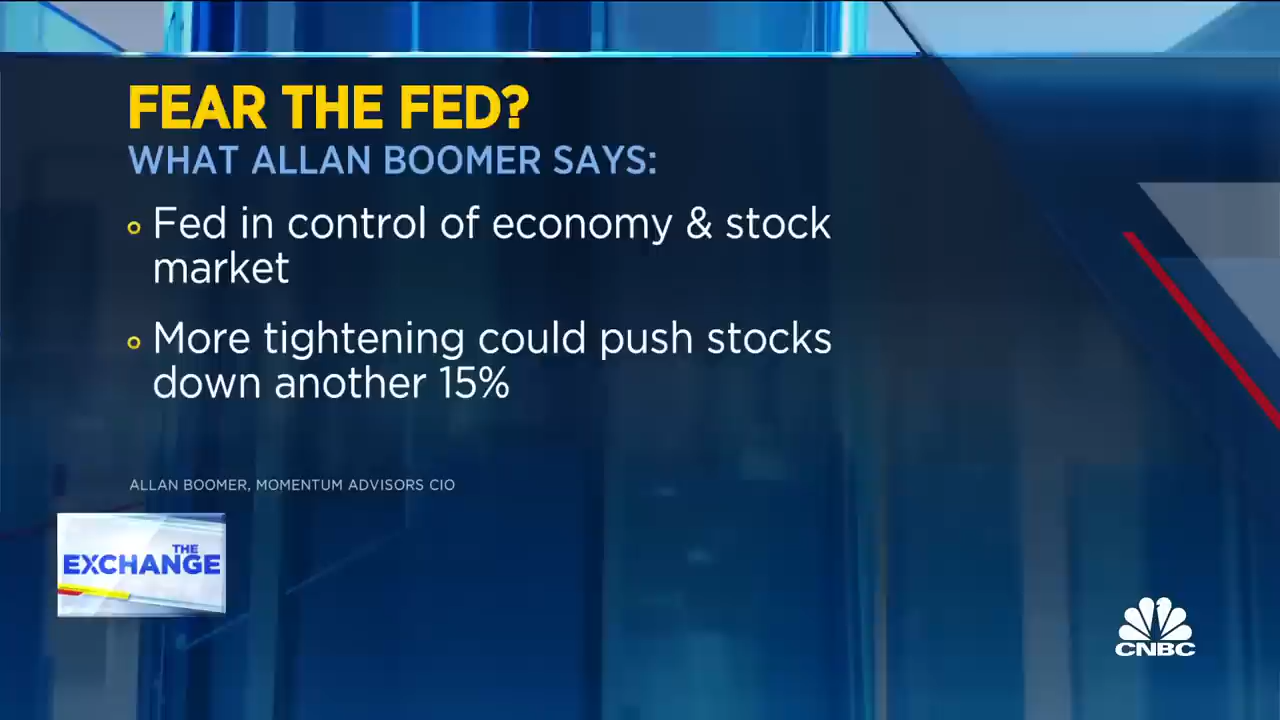 FEAR THE FED?
WHAT ALLAN BOOMER SAYS:
Fed in control of economy & stock
market
More tightening could push stocks
down another 15%
ALLAN BOOMER, MOMENTUM ADVISORS CIO
THE
EXCHANGE
CNBC